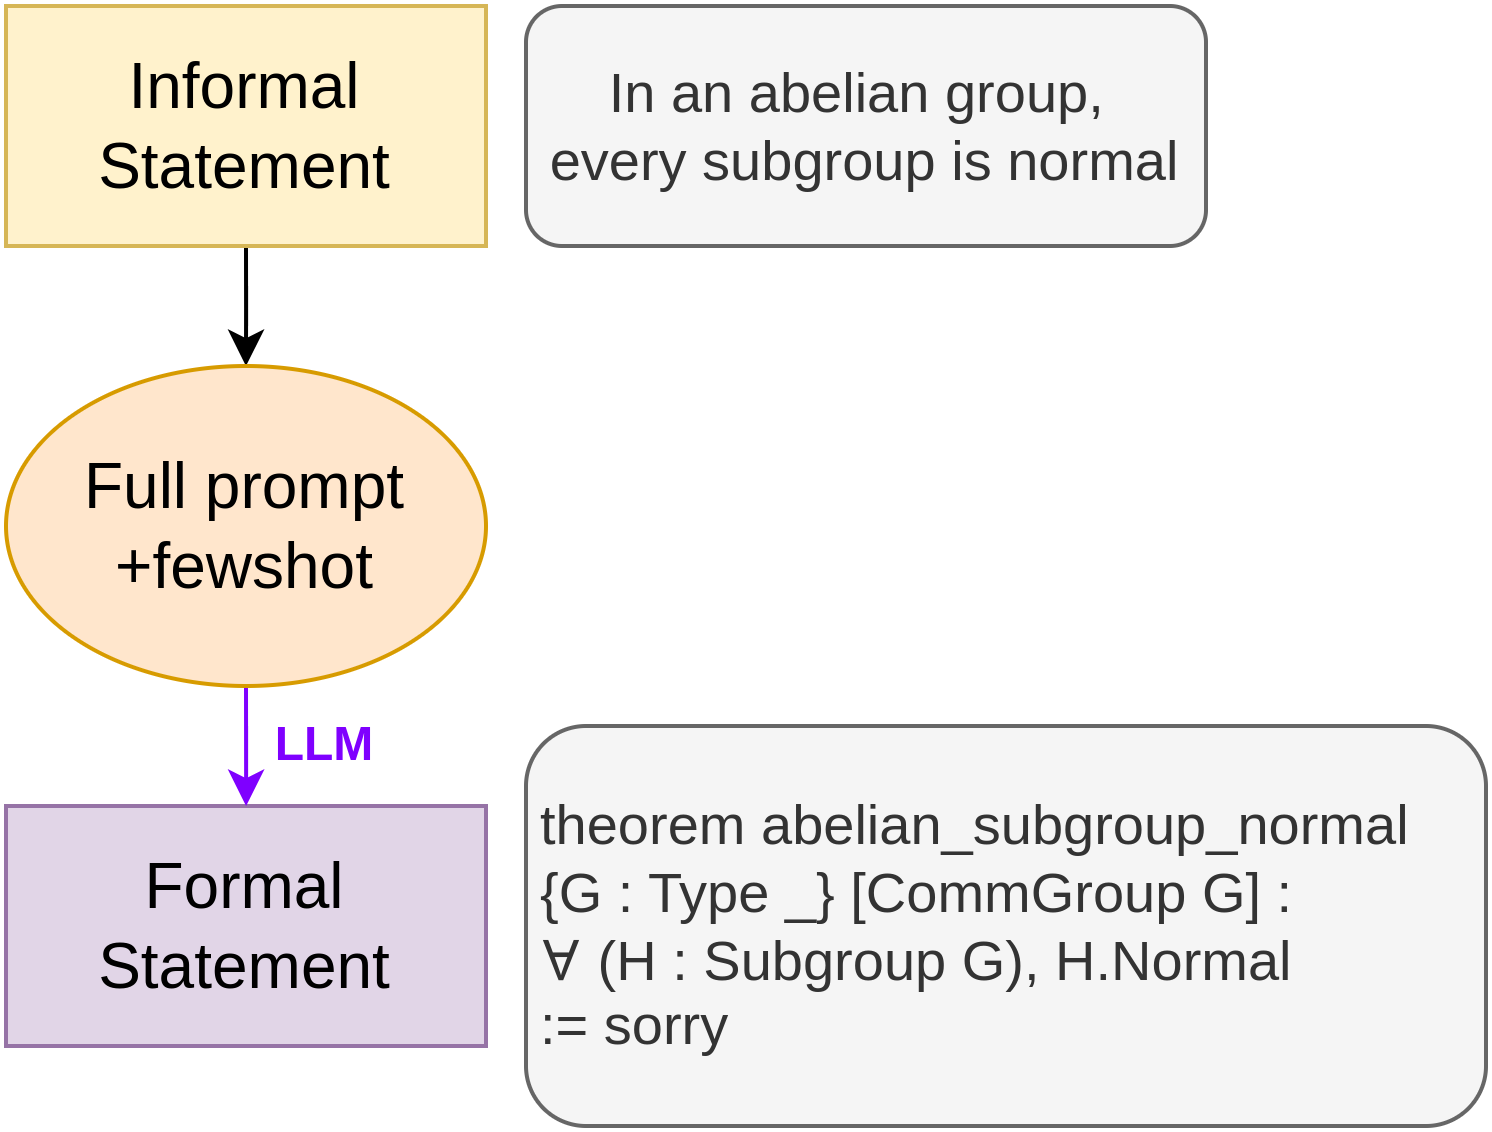 Informal
Statement
In an abelian group,
every subgroup is normal
Full prompt
+fewshot
LLM
Formal
Statement
theorem abelian_subgroup_normal
{G : Type _} [CommGroup G] :
∀ (H : Subgroup G), H.Normal
:= sorry